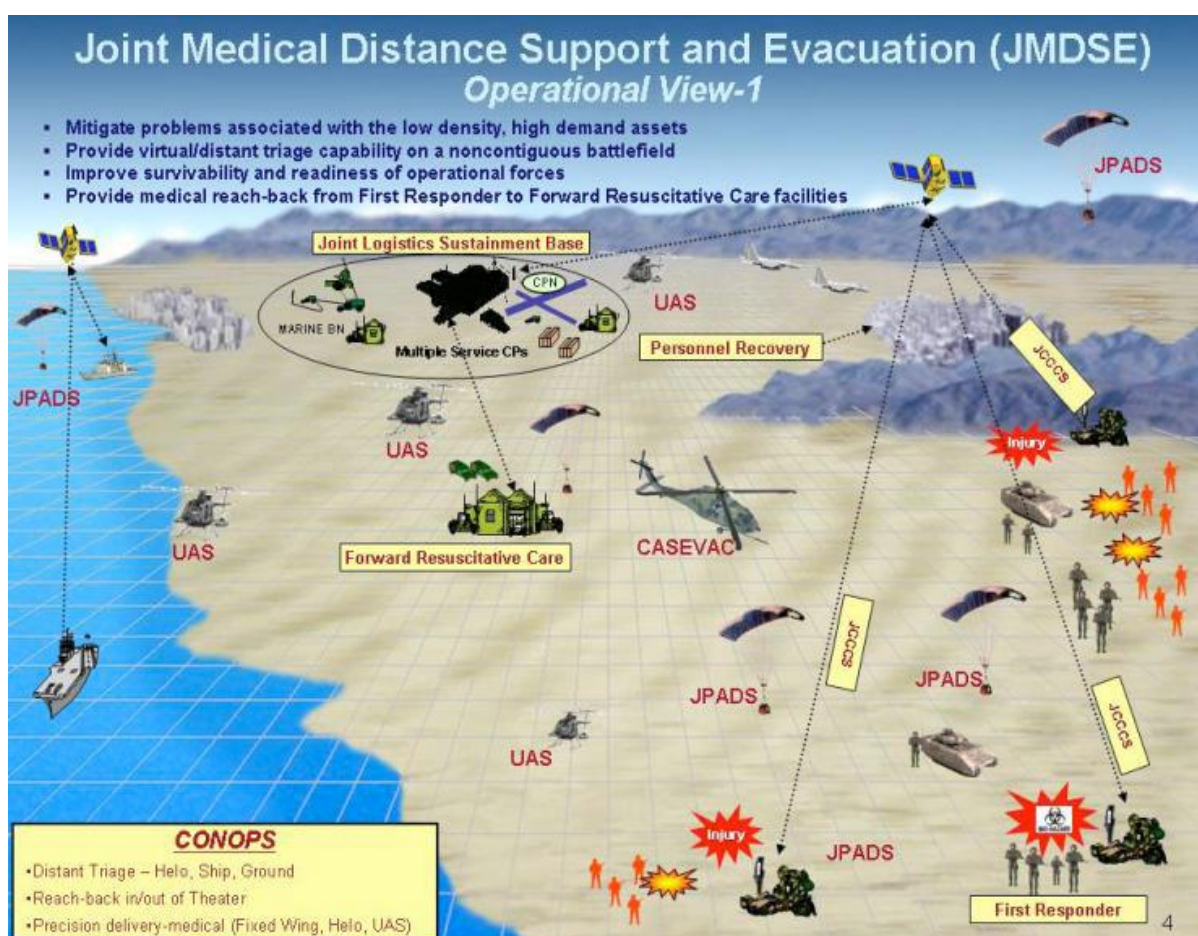 Joint Medical Distance Support and Evacuation (JMDSE)
Operational View-1
▪ Mitigate problems associated with the low density, high demand assets
▪ Provide virtual/distant triage capability on a noncontiguous battlefield
▪ Improve survivability and readiness of operational forces
▪ Provide medical reach-back from First Responder to Forward Resuscitative Care facilities
JPADS
Joint Logistics Sustainment Base
CPN
UAS
MARINE BN
Multiple Service CPs
Personnel Recovery
JCCCS
JPADS
UAS
Injury
UAS
CASEVAC
Forward Resuscitative Care
JCCCS
JPADS
JPADS
JCCCS
UAS
BIO-HAZARD
Injury
JPADS
First Responder
CONOPS
•Distant Triage – Helo, Ship, Ground
•Reach-back in/out of Theater
•Precision delivery-medical (Fixed Wing, Helo, UAS)
4